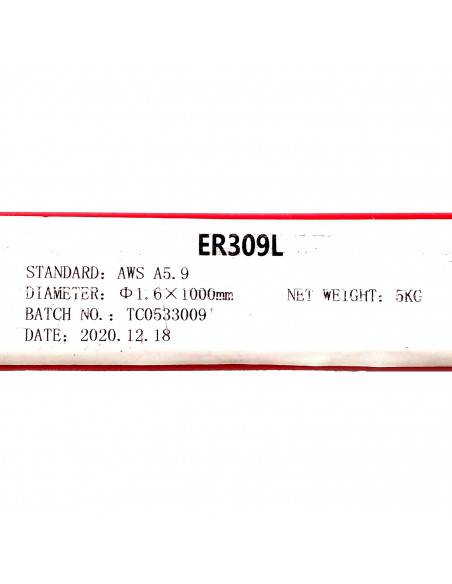 ER309L
STANDARD: AWS A5.9
DIAMETER: Φ1.6×1000mm NET WEIGHT: 5KG
BATCH NO.: TC0533009
DATE: 2020.12.18